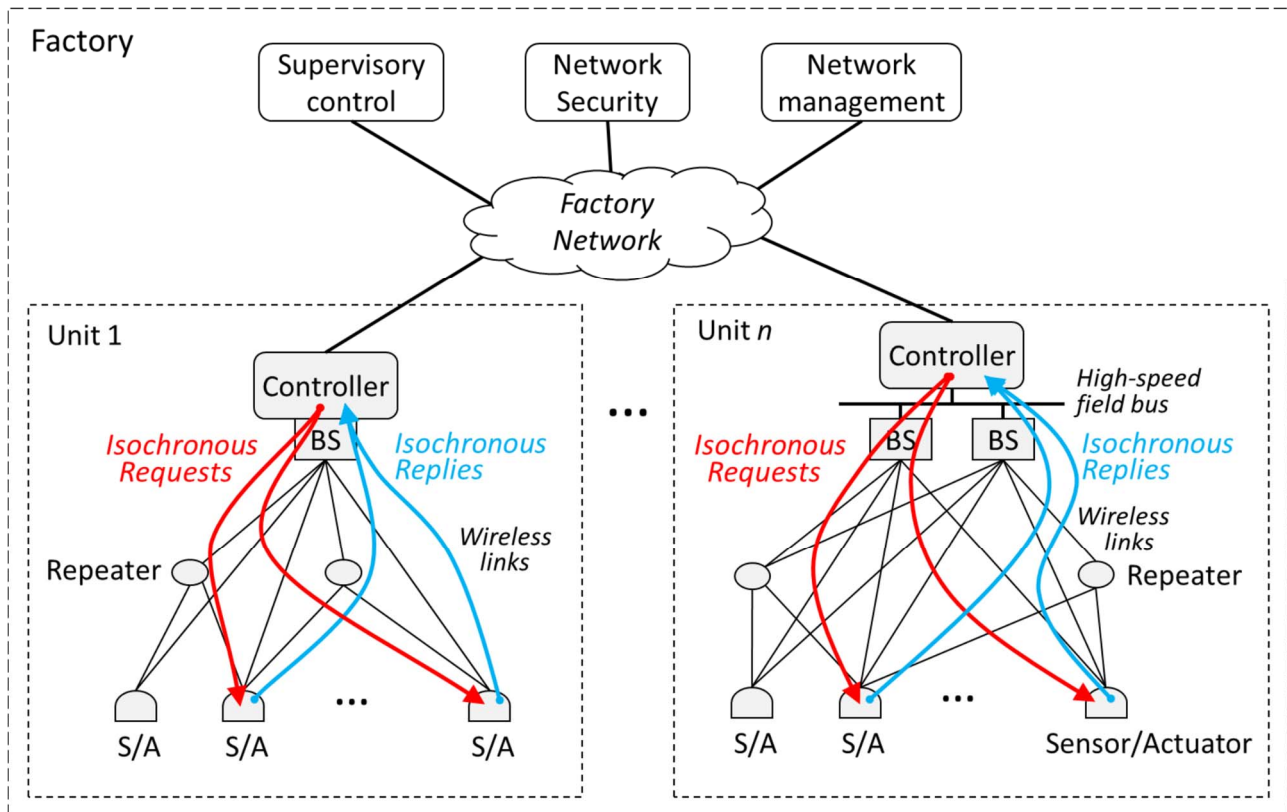 Factory
Supervisory
control
Network
Security
Network
management
Factory
Network
Unit 1
Controller
BS
Isochronous
Requests
Isochronous
Replies
Wireless
links
Repeater
S/A
S/A
...
S/A
...
Unit n
Controller
High-speed
field bus
BS
BS
Isochronous
Requests
Isochronous
Replies
Wireless
links
Repeater
S/A
S/A
...
Sensor/Actuator